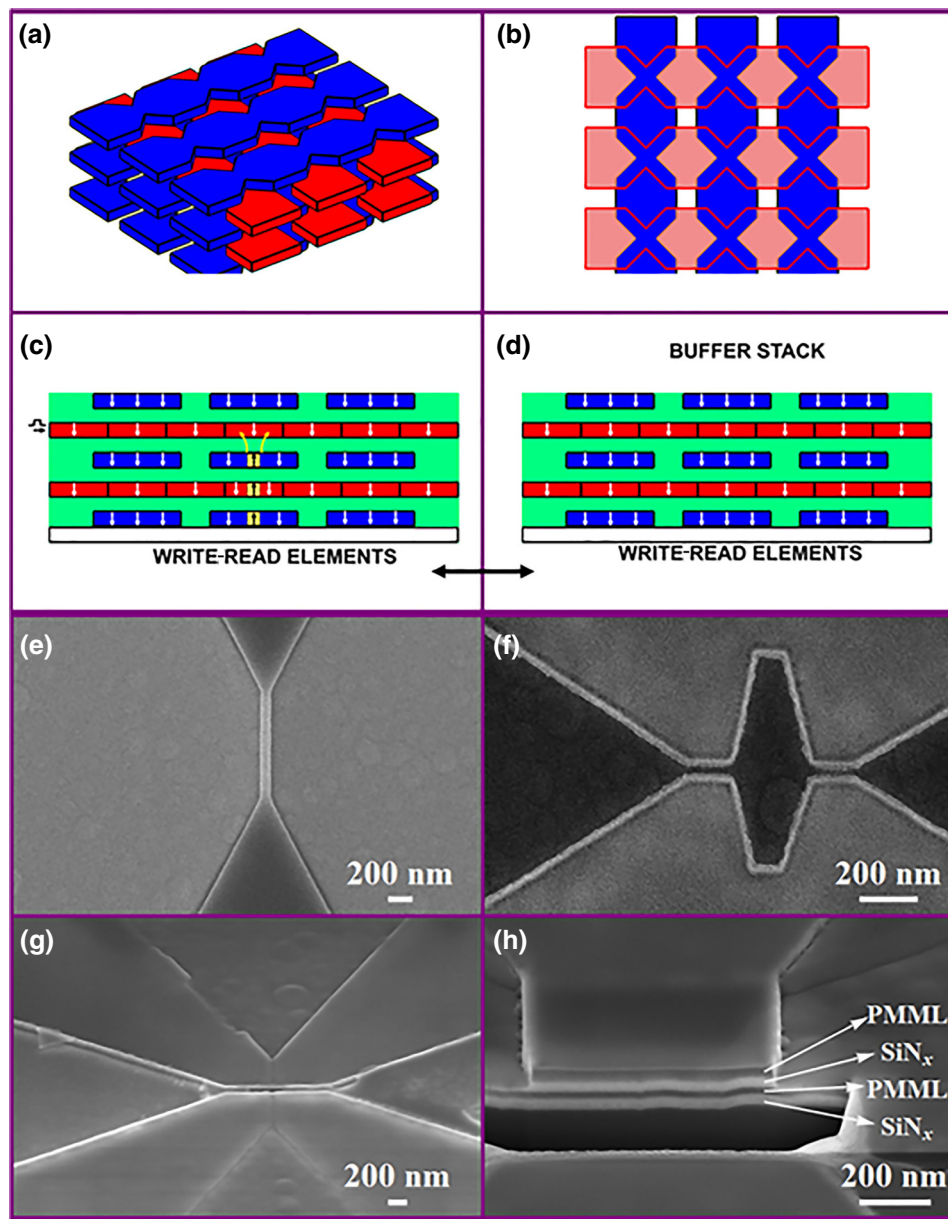 (a)
(b)
(c)
(d)
BUFFER STACK
WRITE-READ ELEMENTS
WRITE-READ ELEMENTS
(e)
200 nm
(f)
200 nm
(g)
200 nm
(h)
PMML
SiNₓ
PMML
SiNₓ
200 nm